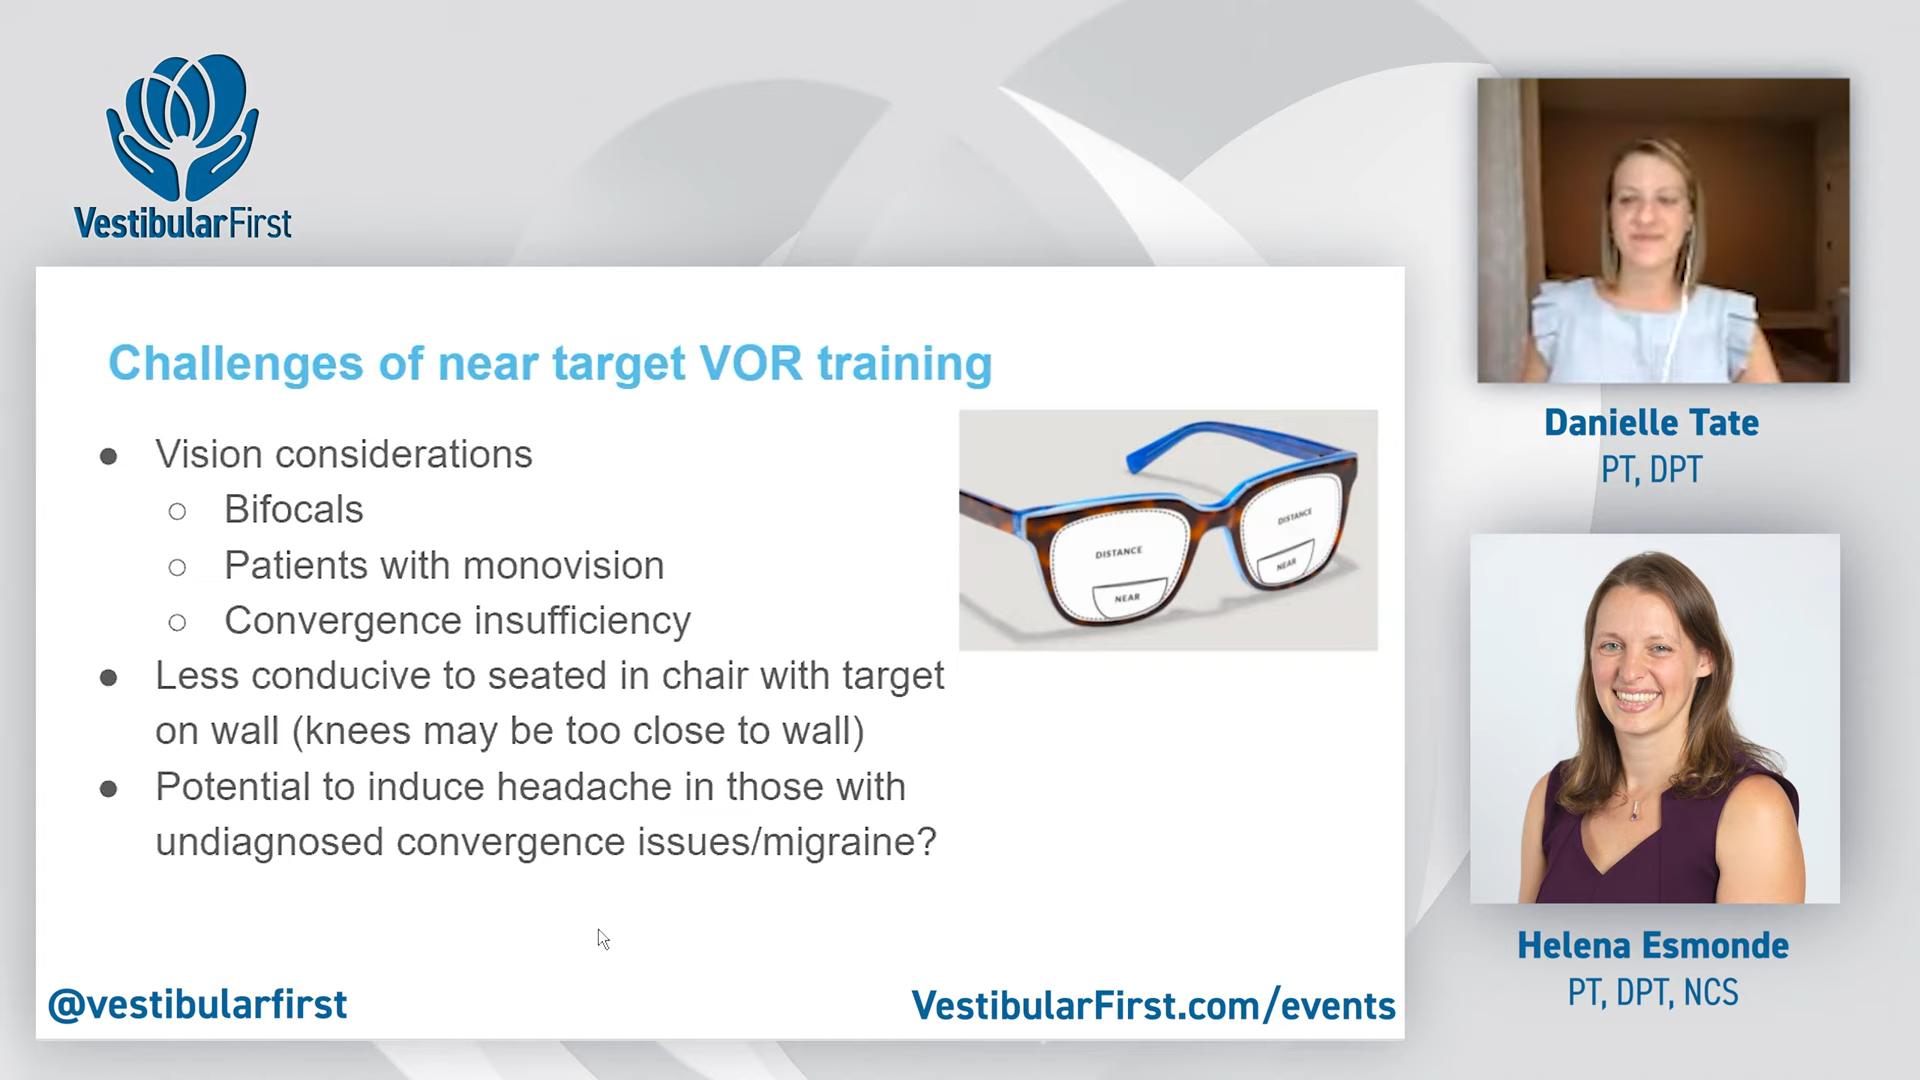 VestibularFirst
Challenges of near target VOR training
● Vision considerations
○ Bifocals
○ Patients with monovision
○ Convergence insufficiency
● Less conducive to seated in chair with target
on wall (knees may be too close to wall)
● Potential to induce headache in those with
undiagnosed convergence issues/migraine?
DISTANCE
NEAR
DISTANCE
NEAR
@vestibularfirst
VestibularFirst.com/events
Danielle Tate
PT, DPT
Helena Esmonde
PT, DPT, NCS